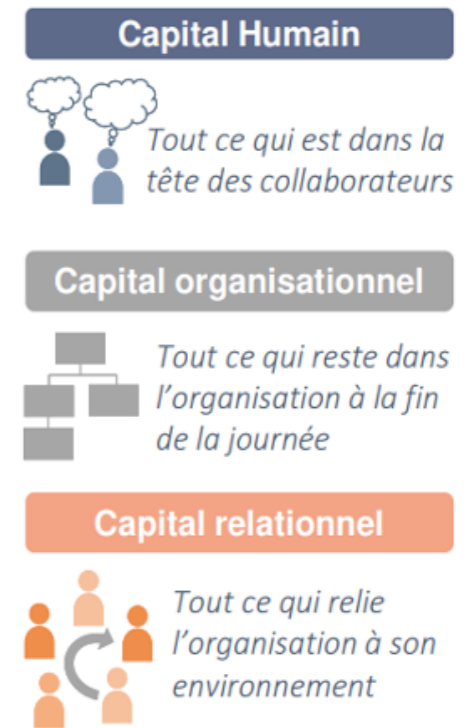 Capital Humain
Tout ce qui est dans la
tête des collaborateurs
Capital organisationnel
Tout ce qui reste dans
l’organisation à la fin
de la journée
Capital relationnel
Tout ce qui relie
l’organisation à son
environnement